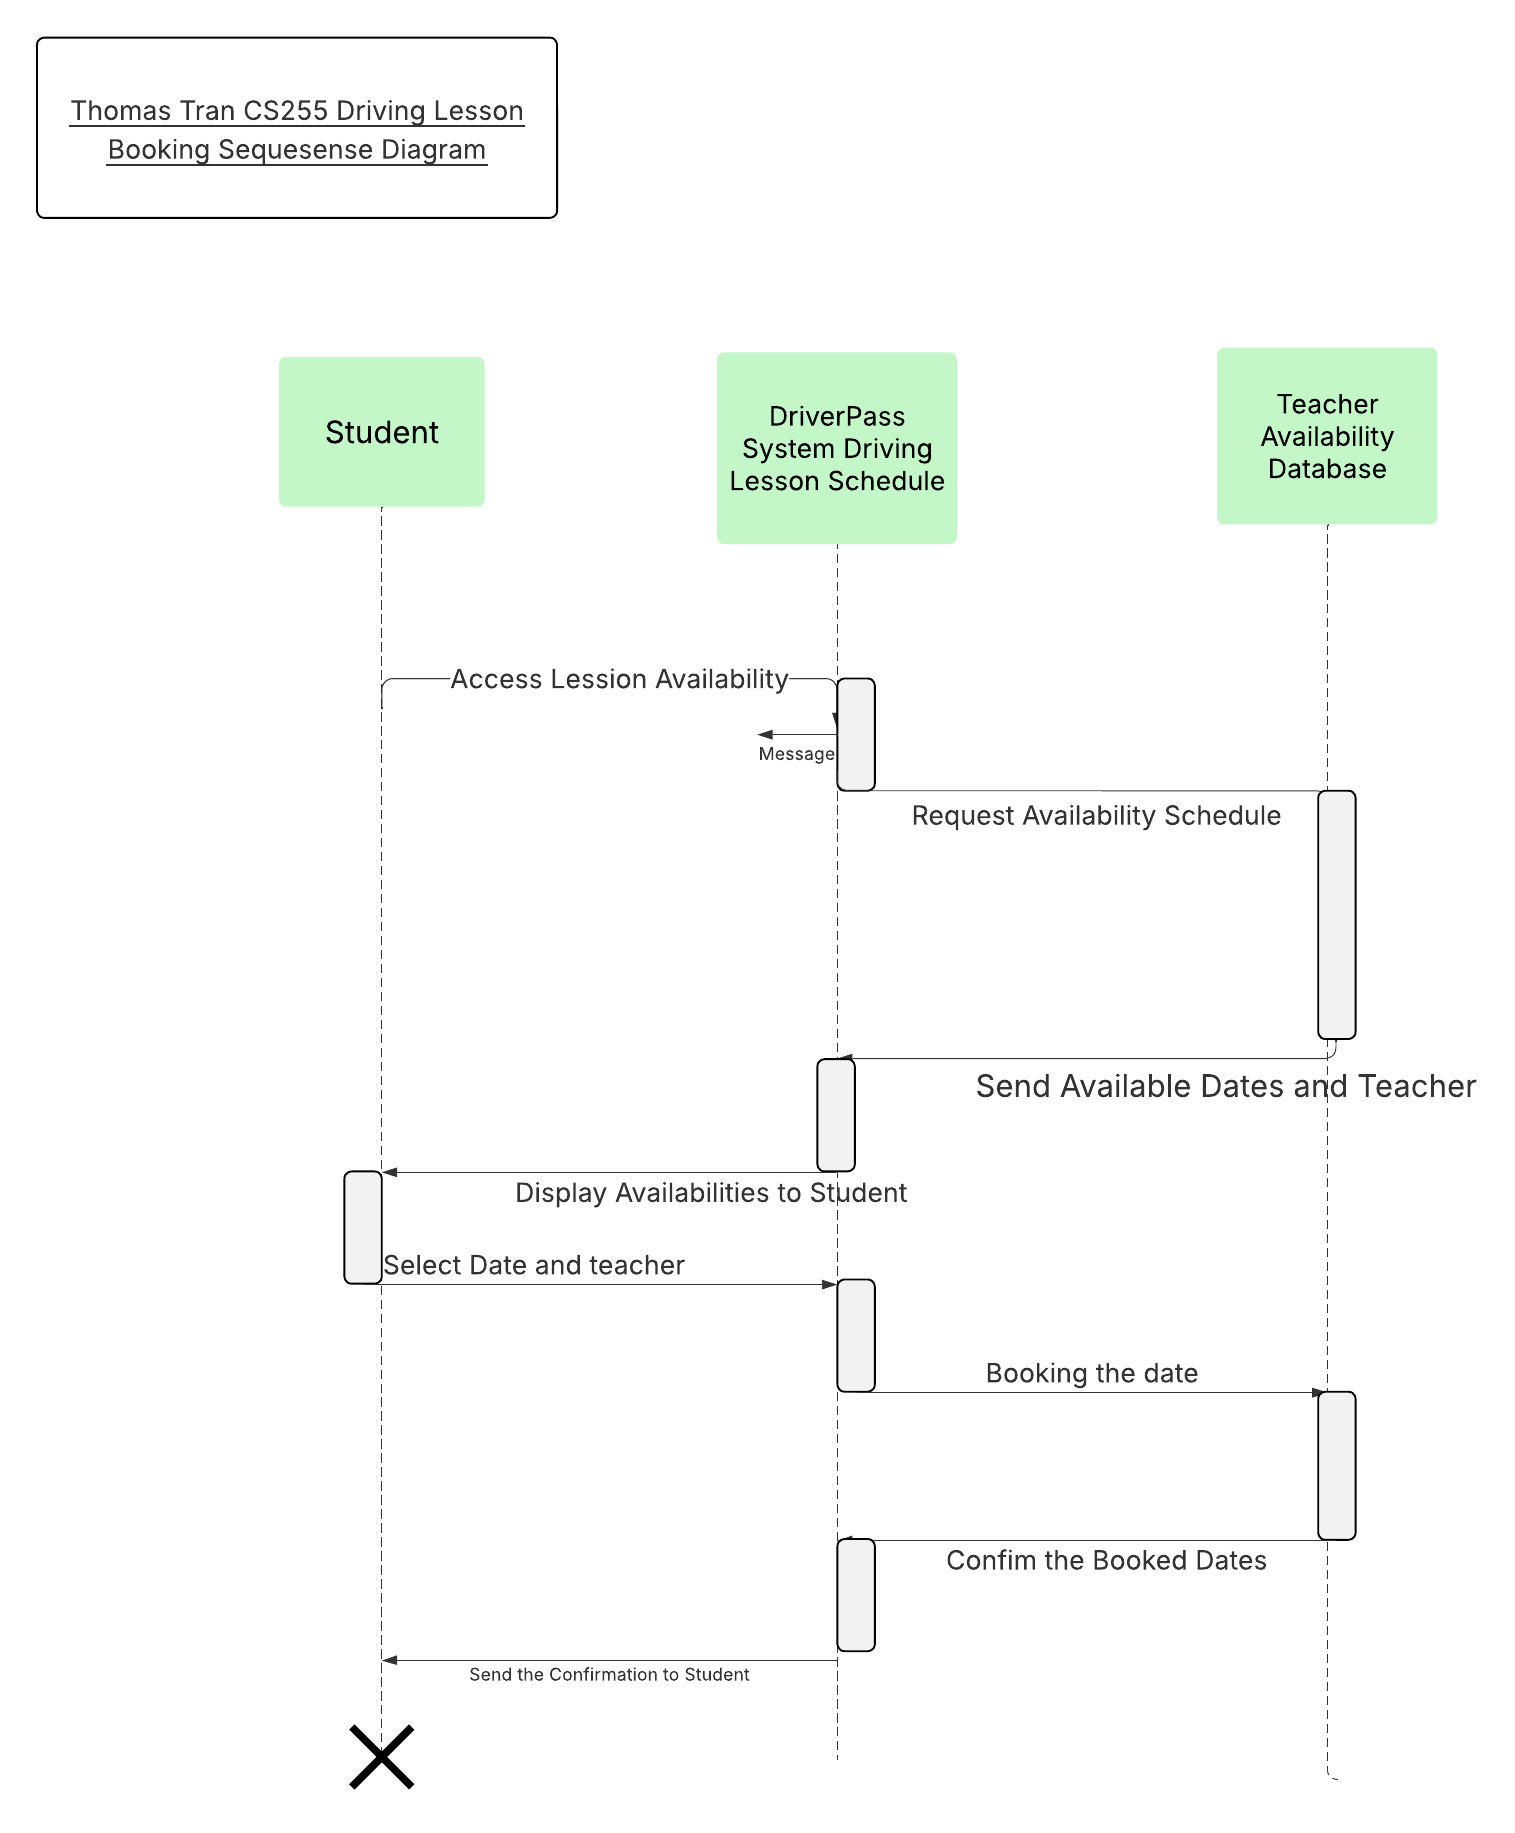 Thomas Tran CS255 Driving Lesson
Booking Sequesense Diagram
Student
DriverPass
System Driving
Lesson Schedule
Teacher
Availability
Database
Access Lession Availability
Message
Request Availability Schedule
Send Available Dates and Teacher
Display Availabilities to Student
Select Date and teacher
Booking the date
Confim the Booked Dates
Send the Confirmation to Student